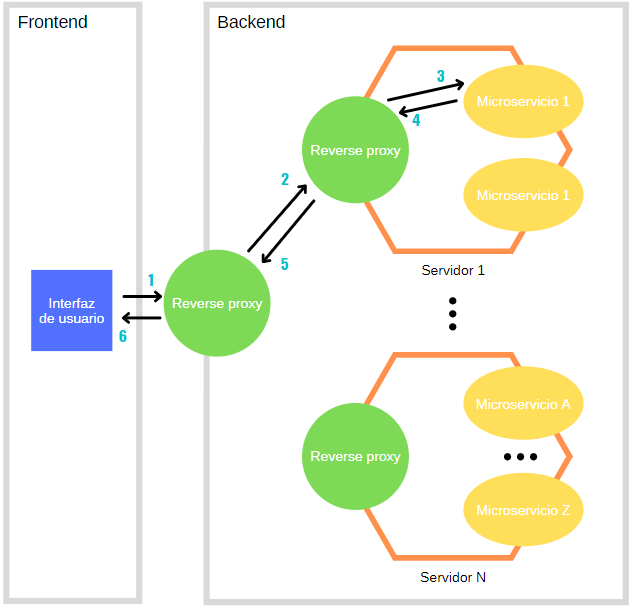 Frontend
Backend
3
Microservicio 1
4
Reverse proxy
2
Microservicio 1
5
Servidor 1
1
Interfaz
de usuario
Reverse proxy
6
Microservicio A
Reverse proxy
Microservicio Z
Servidor N